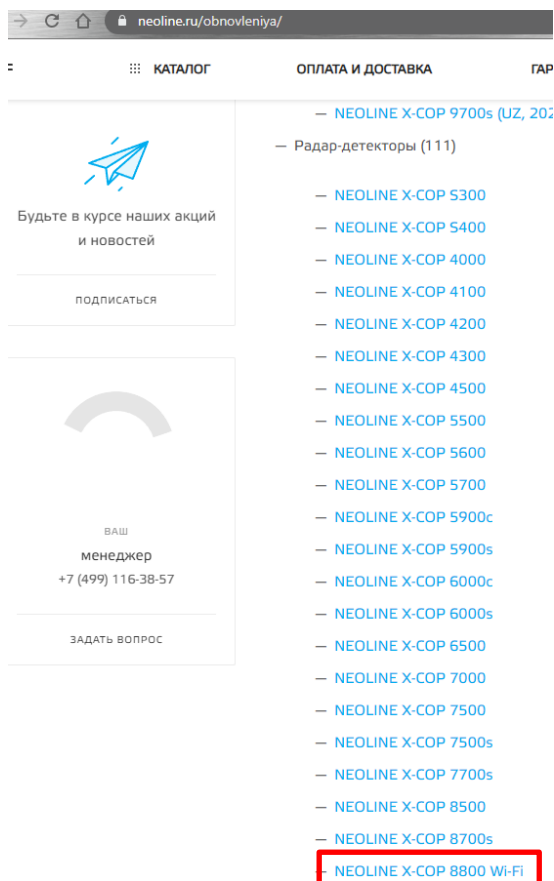 neoline.ru/obnovleniya/
КАТАЛОГ
ОПЛАТА И ДОСТАВКА
ГАР
— NEOLINE X-COP 9700s (UZ, 202
— Радар-детекторы (111)
Будьте в курсе наших акций
и новостей
ПОДПИСАТЬСЯ
ВАШ
менеджер
+7 (499) 116-38-57
ЗАДАТЬ ВОПРОС
— NEOLINE X-COP S300
— NEOLINE X-COP S400
— NEOLINE X-COP 4000
— NEOLINE X-COP 4100
— NEOLINE X-COP 4200
— NEOLINE X-COP 4300
— NEOLINE X-COP 4500
— NEOLINE X-COP 5500
— NEOLINE X-COP 5600
— NEOLINE X-COP 5700
— NEOLINE X-COP 5900c
— NEOLINE X-COP 5900s
— NEOLINE X-COP 6000c
— NEOLINE X-COP 6000s
— NEOLINE X-COP 6500
— NEOLINE X-COP 7000
— NEOLINE X-COP 7500
— NEOLINE X-COP 7500s
— NEOLINE X-COP 7700s
— NEOLINE X-COP 8500
— NEOLINE X-COP 8700s
— NEOLINE X-COP 8800 Wi-Fi